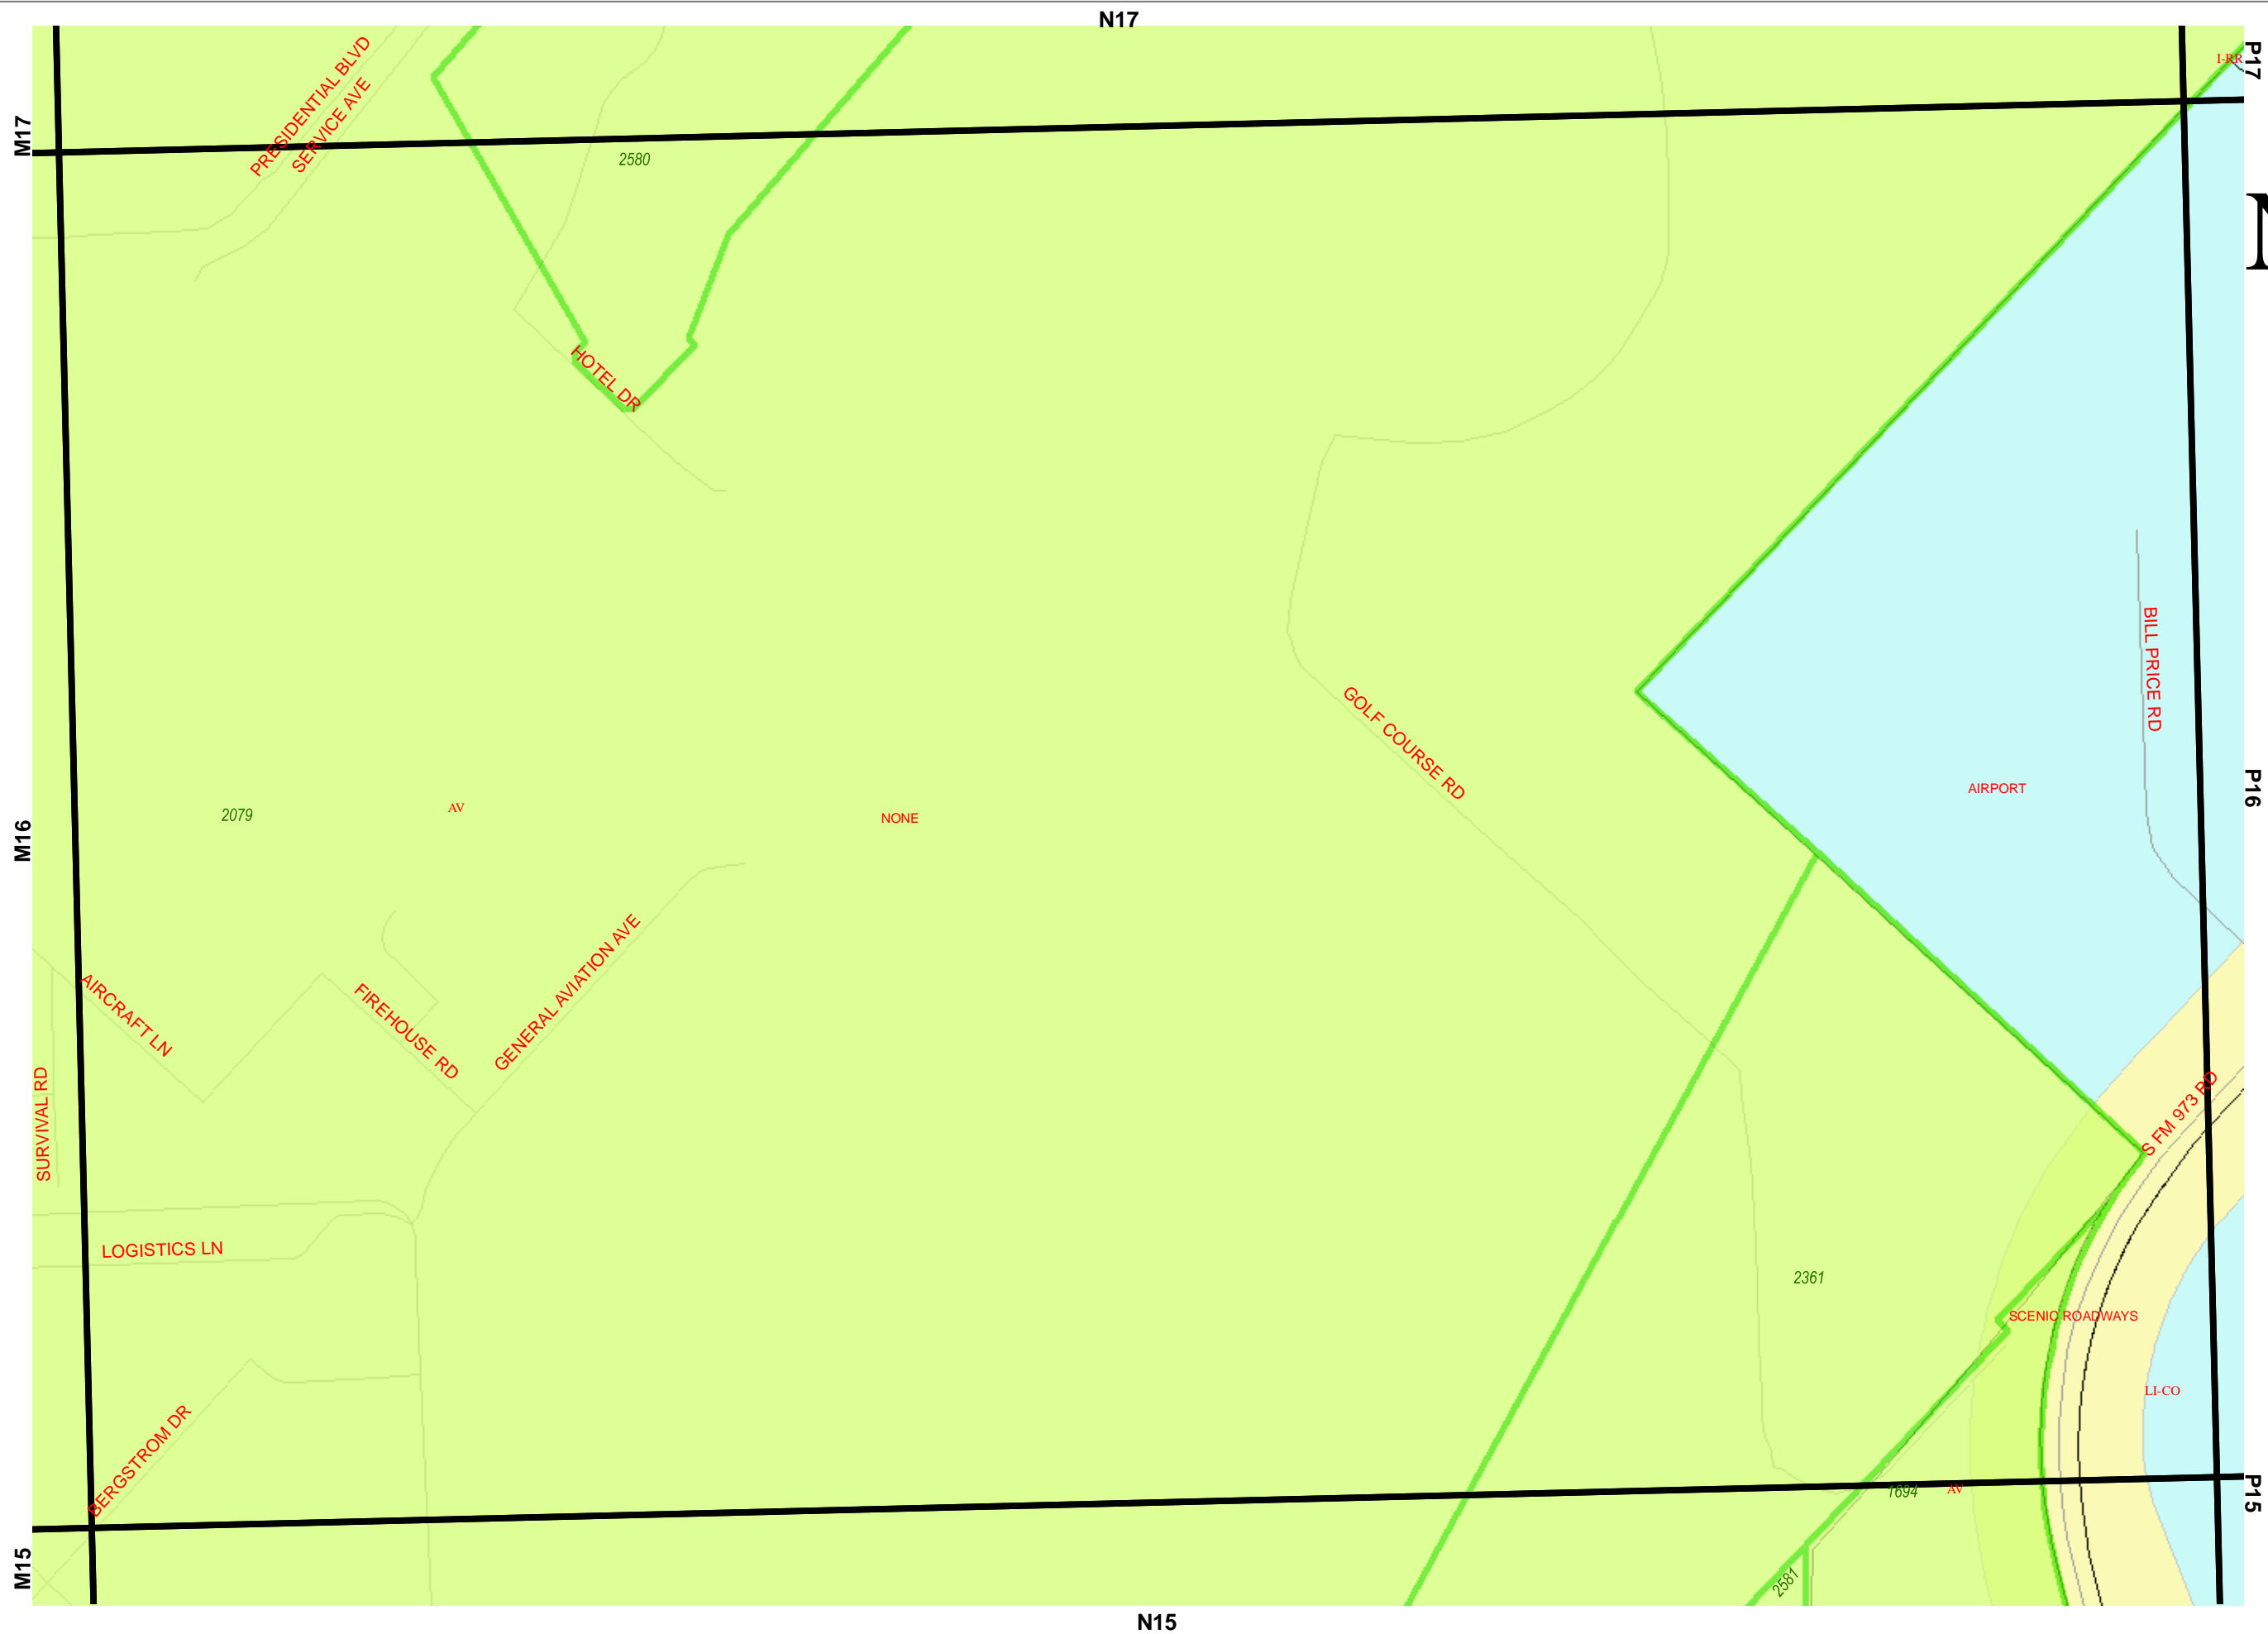 N17
P17
I-RR
PRESIDENTIAL BLVD
SERVICE AVE
M17
2580
HOTEL DR
BILL PRICE RD
GOLF COURSE RD
AIRPORT
P16
2079
AV
NONE
M16
AIRCRAFT LN
FIREHOUSE RD
GENERAL AVIATION AVE
SURVIVAL RD
S FM 973 RD
LOGISTICS LN
2361
SCENIC ROADWAYS
LI-CO
BERGSTROM DR
1694
AV
P15
M15
2581
N15